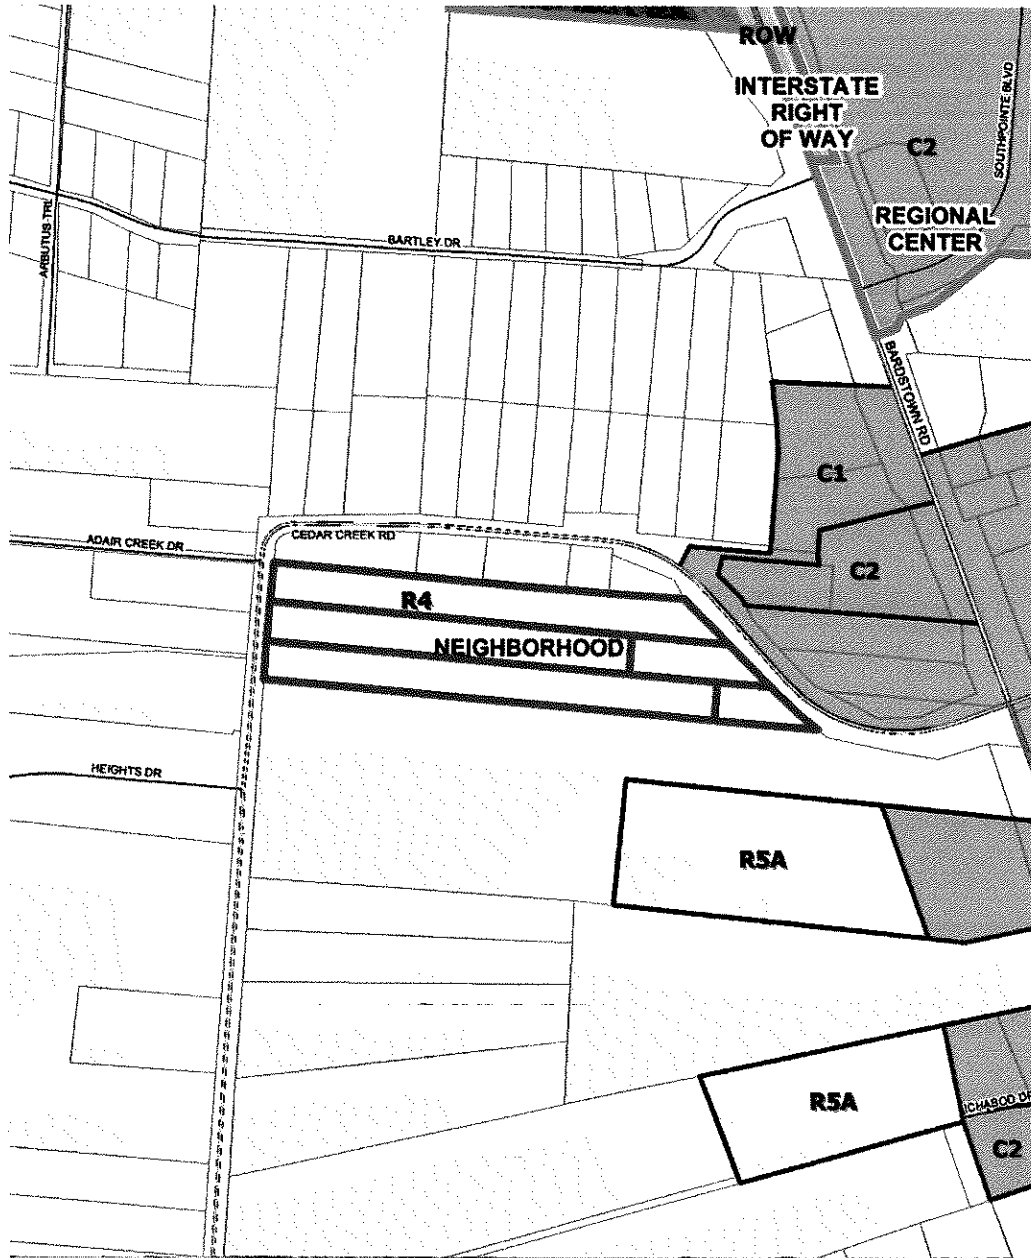 ROW
INTERSTATE
RIGHT
OF WAY
SOUTHPOINTE BLVD
C2
REGIONAL
CENTER
ARBUTUS TRL
BARTLEY DR
BARDSTOWN RD
C1
CEDAR CREEK RD
ADAIR CREEK DR
C2
R4
NEIGHBORHOOD
HEIGHTS DR
R5A
R5A
ICHABOD DR
C2